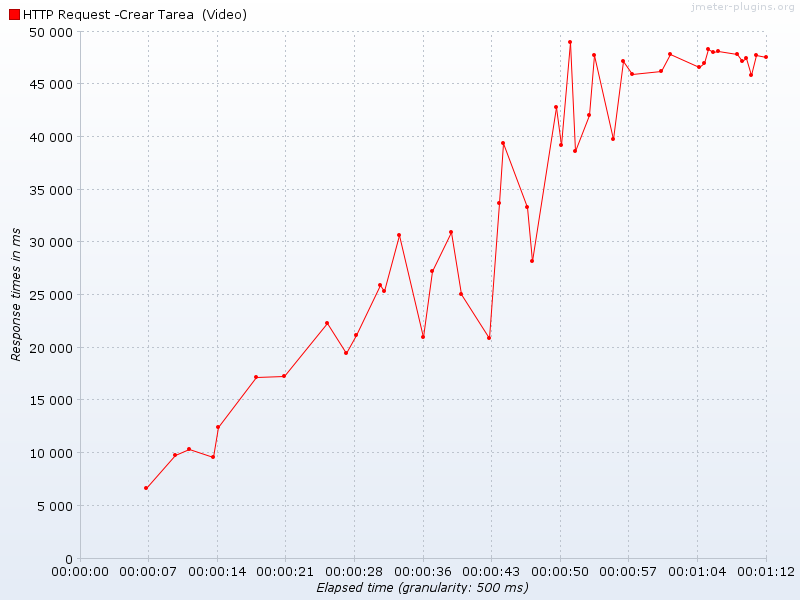 jmeter-plugins.org
HTTP Request -Crear Tarea (Video)
50 000
45 000
40 000
35 000
30 000
25 000
20 000
15 000
10 000
5 000
0
Response times in ms
00:00:00 00:00:07 00:00:14 00:00:21 00:00:28 00:00:36 00:00:43 00:00:50 00:00:57 00:01:04 00:01:12
Elapsed time (granularity: 500 ms)